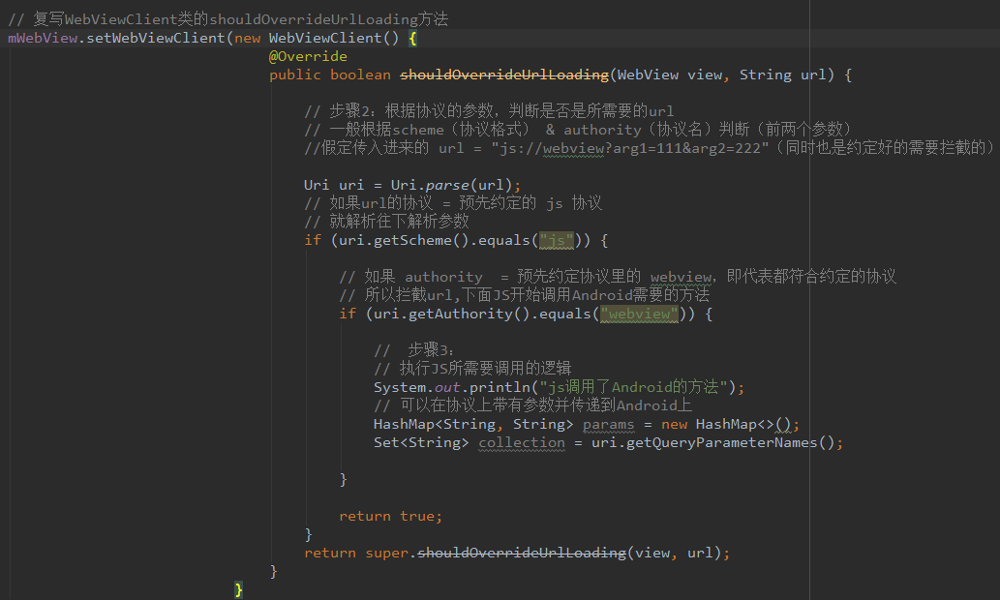 // 复写WebViewClient类的shouldOverrideUrlLoading方法
mWebView.setWebViewClient(new WebViewClient() {
@Override
public boolean shouldOverrideUrlLoading(WebView view, String url) {
// 步骤2：根据协议的参数，判断是否是所需要的url
// 一般根据scheme（协议格式） & authority（协议名）判断（前两个参数）
//假定传入进来的 url = "js://webview?arg1=111&arg2=222"（同时也是约定好的需要拦截的）
Uri uri = Uri.parse(url);
// 如果url的协议 = 预先约定的 js 协议
// 就解析往下解析参数
if (uri.getScheme().equals("js")) {
// 如果 authority  = 预先约定协议里的 webview，即代表都符合约定的协议
// 所以拦截url,下面JS开始调用Android需要的方法
if (uri.getAuthority().equals("webview")) {
//  步骤3：
// 执行JS所需要调用的逻辑
System.out.println("js调用了Android的方法");
// 可以在协议上带有参数并传递到Android上
HashMap<String, String> params = new HashMap<>();
Set<String> collection = uri.getQueryParameterNames();
}
return true;
}
return super.shouldOverrideUrlLoading(view, url);
}
}